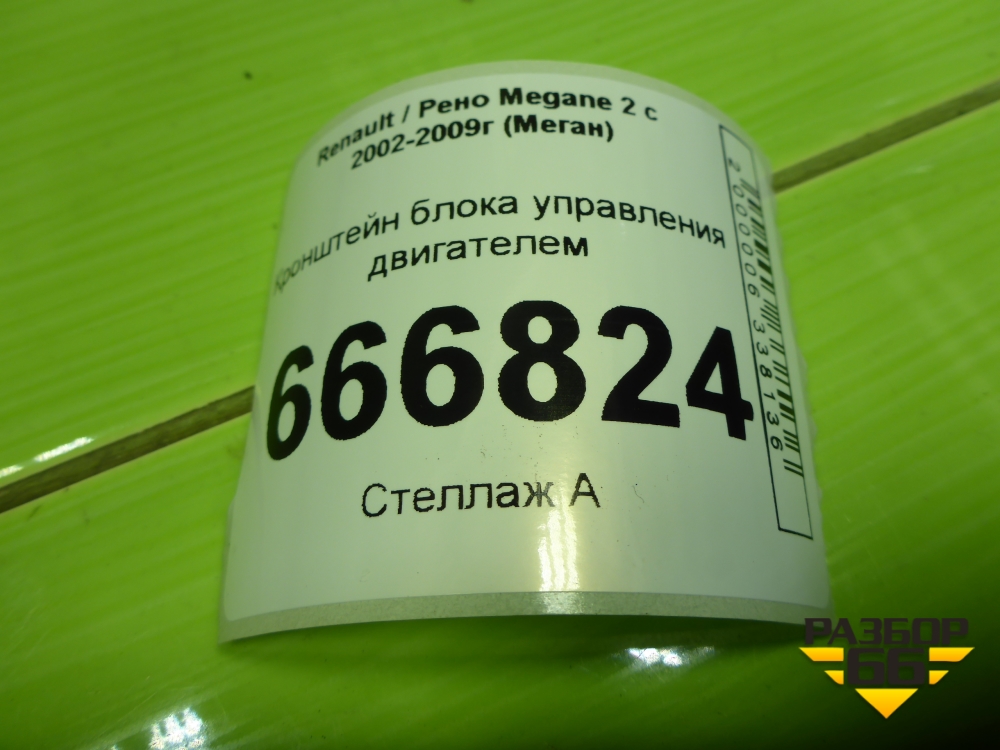 Renault / Рено Megane 2 с
2002-2009г (Меган)
Кронштейн блока управления
двигателем
666824
Стеллаж А
2000006338136
РАЗБОР
66